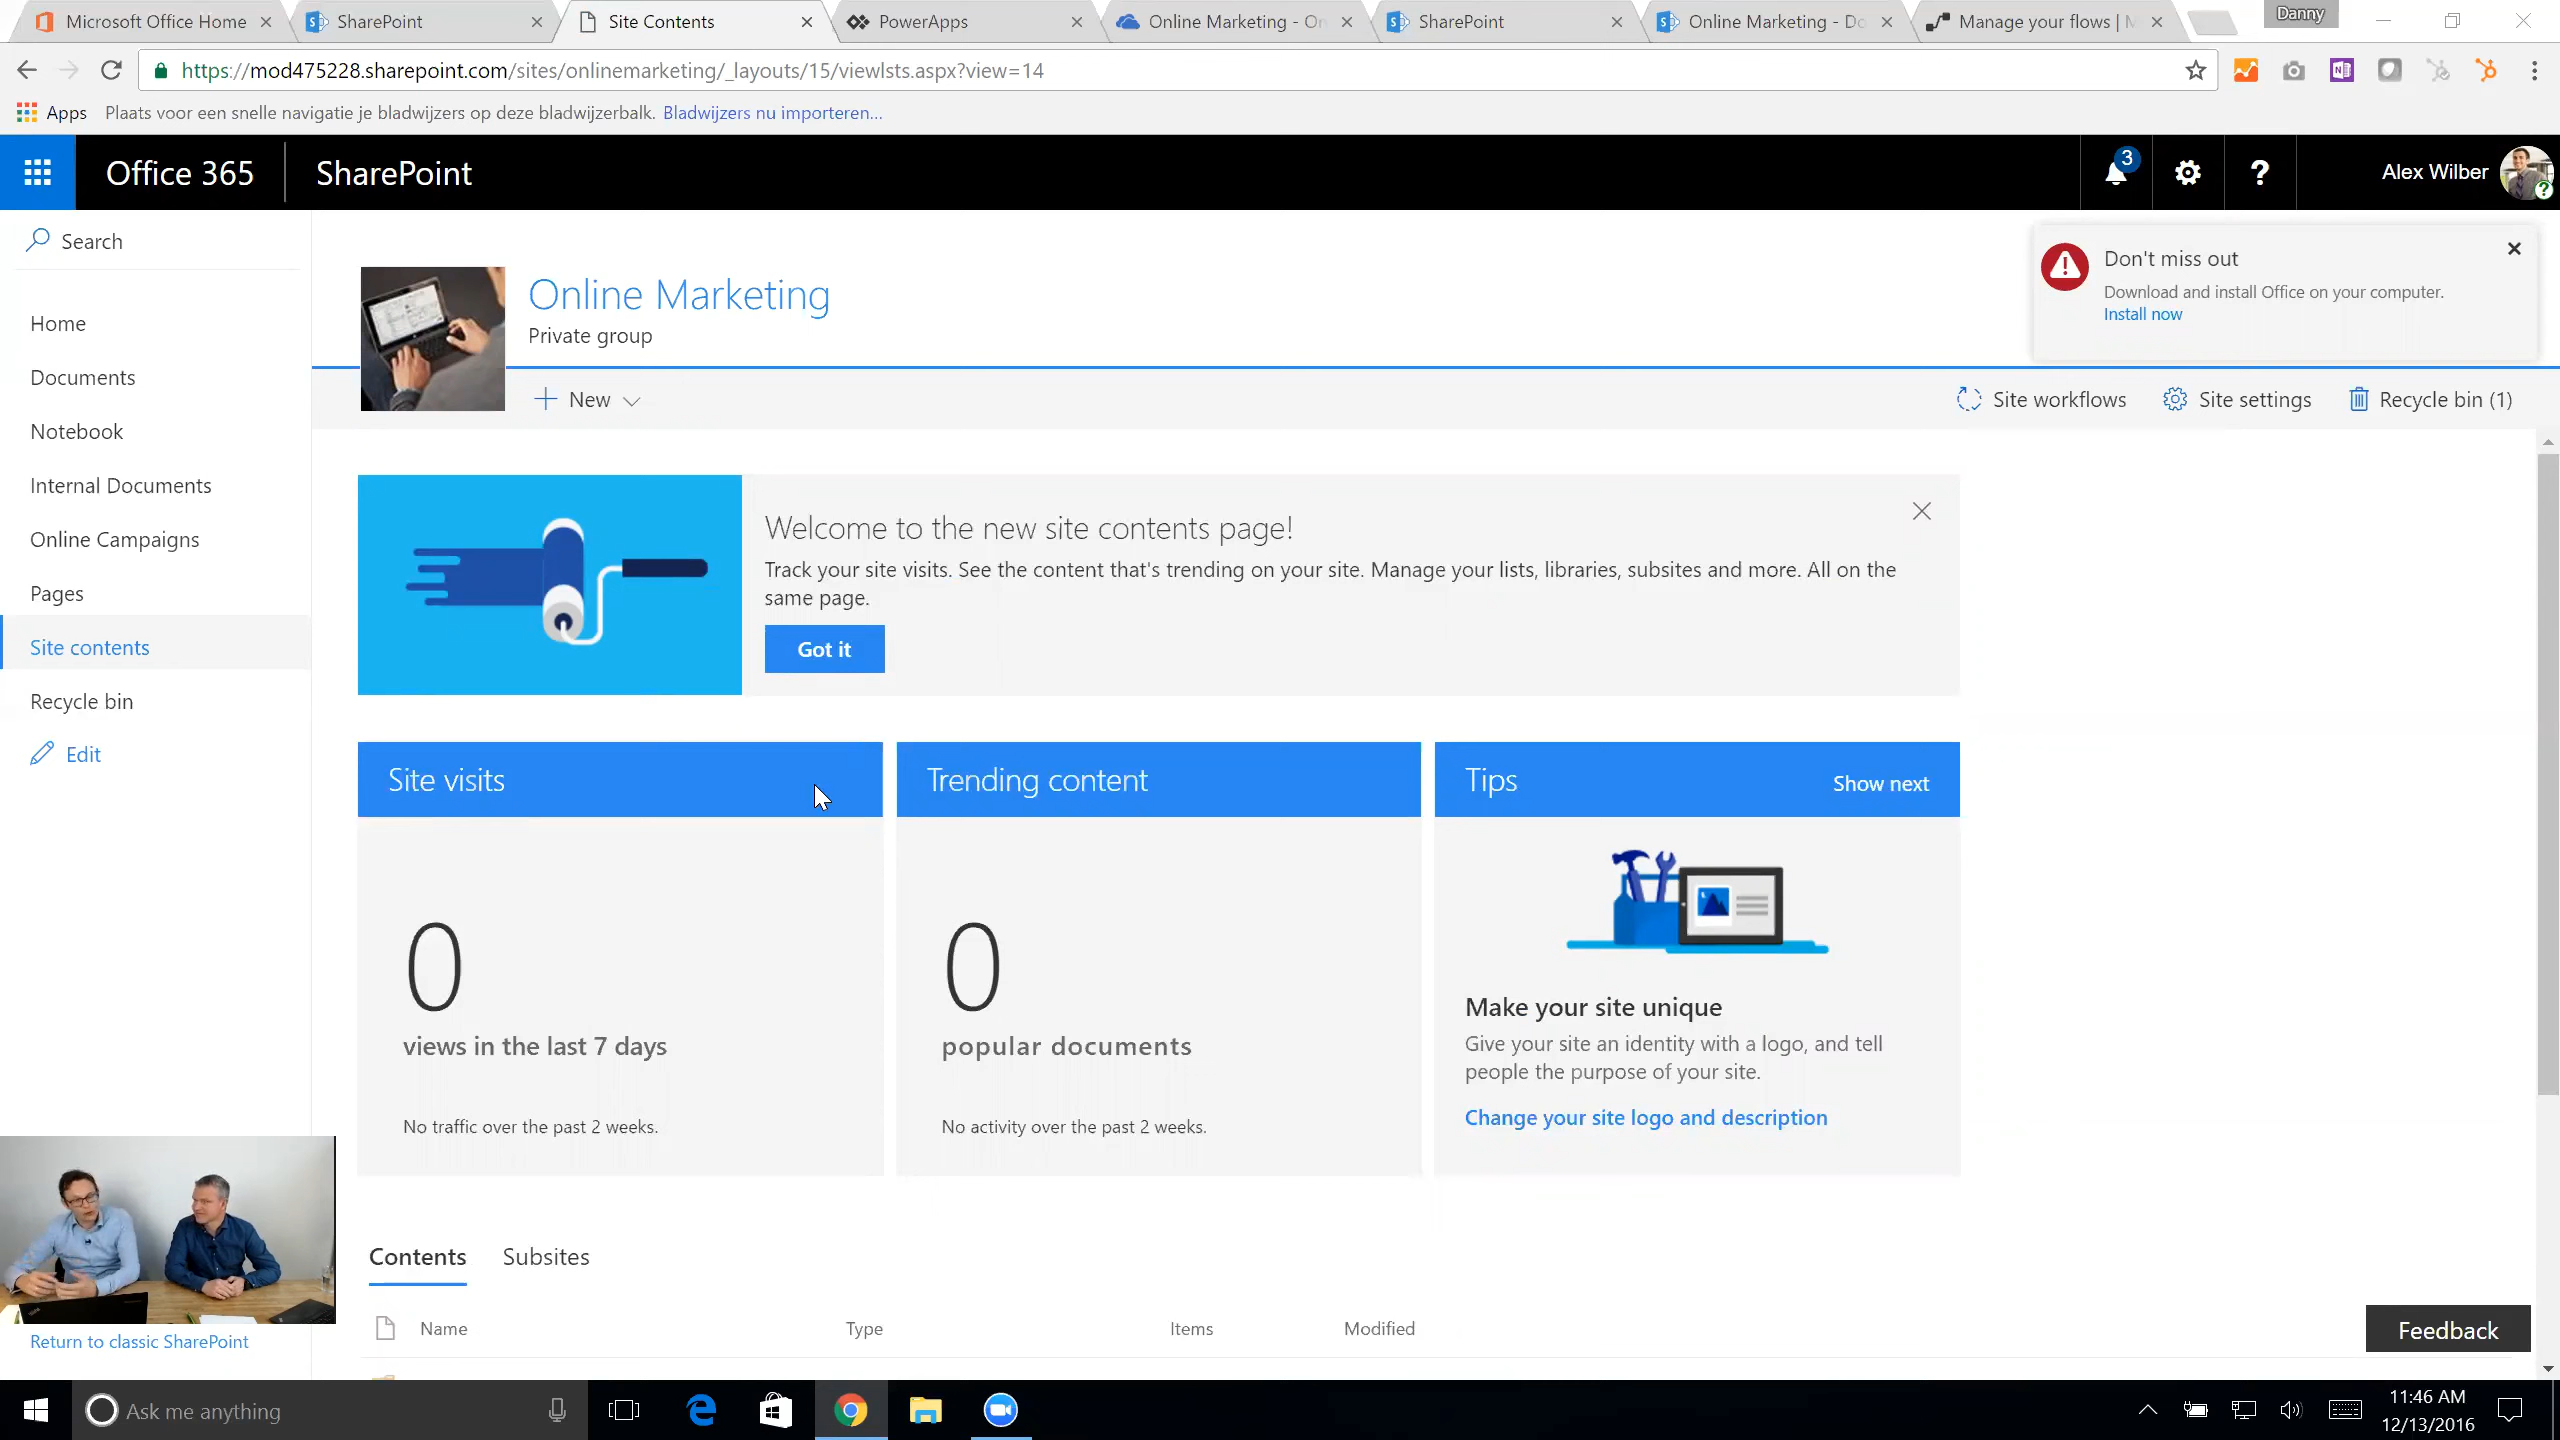 Microsoft Office Home
SharePoint
Site Contents
PowerApps
Online Marketing - On
SharePoint
Online Marketing - Do
Manage your flows | M
Danny
https://mod475228.sharepoint.com/sites/onlinemarketing/_layouts/15/viewlsts.aspx?view=14
Apps Plaats voor een snelle navigatie je bladwijzers op deze bladwijzerbalk. Bladwijzers nu importeren...
Office 365 SharePoint
3
?
Alex Wilber
Search
Home
Documents
Notebook
Internal Documents
Online Campaigns
Pages
Site contents
Recycle bin
Edit
Return to classic SharePoint
Online Marketing
Private group
Don't miss out
Download and install Office on your computer.
Install now
New
Site workflows
Site settings
Recycle bin (1)
Welcome to the new site contents page!
Track your site visits. See the content that's trending on your site. Manage your lists, libraries, subsites and more. All on the
same page.
Got it
Site visits
0
views in the last 7 days
No traffic over the past 2 weeks.
Trending content
0
popular documents
No activity over the past 2 weeks.
Tips
Show next
Make your site unique
Give your site an identity with a logo, and tell
people the purpose of your site.
Change your site logo and description
Contents Subsites
Name Type Items Modified
Feedback
Ask me anything
11:46 AM
12/13/2016